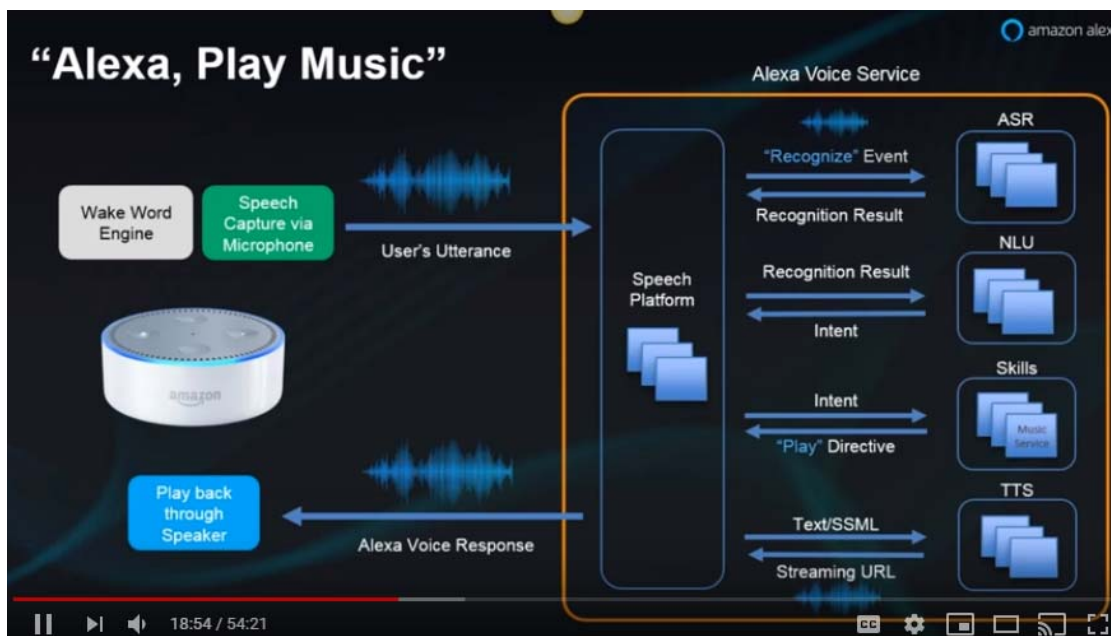 amazon alex
“Alexa, Play Music”
Alexa Voice Service
Wake Word
Engine
Speech
Capture via
Microphone
User's Utterance
amazon
Play back
through
Speaker
Alexa Voice Response
Speech
Platform
“Recognize” Event
Recognition Result
ASR
Recognition Result
Intent
NLU
Intent
“Play” Directive
Skills
Music
Service
Text/SSML
Streaming URL
TTS
18:54 / 54:21
CC